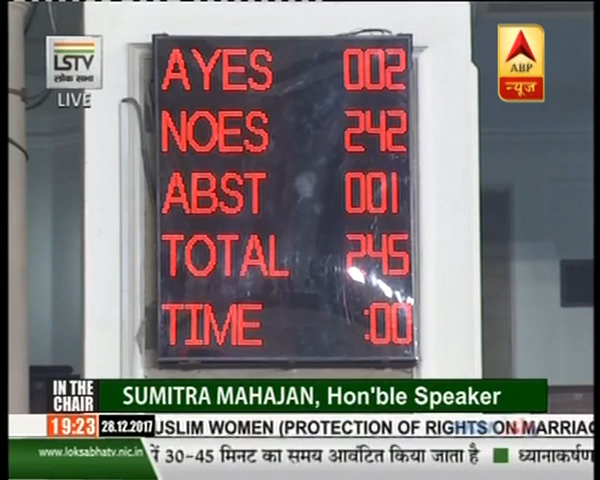 LSTV
लोक सभा
LIVE
ABP
न्यूज़
AYES 002
NOES 242
ABST 001
TOTAL 245
TIME :00
IN THE CHAIR
SUMITRA MAHAJAN, Hon'ble Speaker
19:23 28.12.2017 USLIM WOMEN (PROTECTION OF RIGHTS ON MARRIAG
www.loksabhatv.nic.in में 30-45 मिनट का समय आवंटित किया जाता है ■ ध्यानाकर्षण